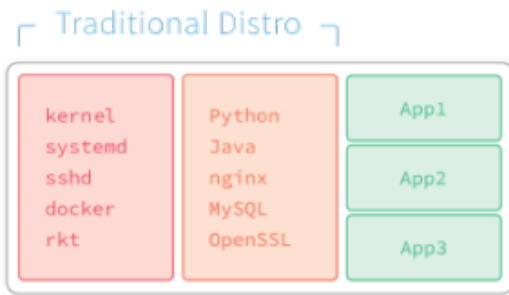 Traditional Distro
kernel
systemd
sshd
docker
rkt
Python
Java
nginx
MySQL
OpenSSL
App1
App2
App3